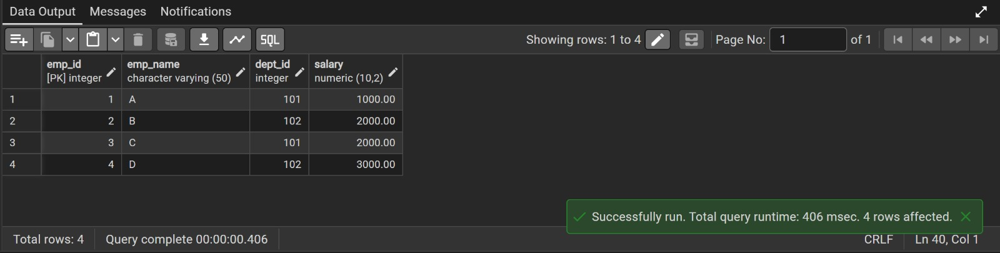 Data Output Messages Notifications
SQL Showing rows: 1 to 4 Page No: 1 of 1
emp_id emp_name dept_id salary
[PK] integer character varying (50) integer numeric (10,2)
1 1 A 101 1000.00
2 2 B 102 2000.00
3 3 C 101 2000.00
4 4 D 102 3000.00
Successfully run. Total query runtime: 406 msec. 4 rows affected.
Total rows: 4 Query complete 00:00:00.406 CRLF Ln 40, Col 1